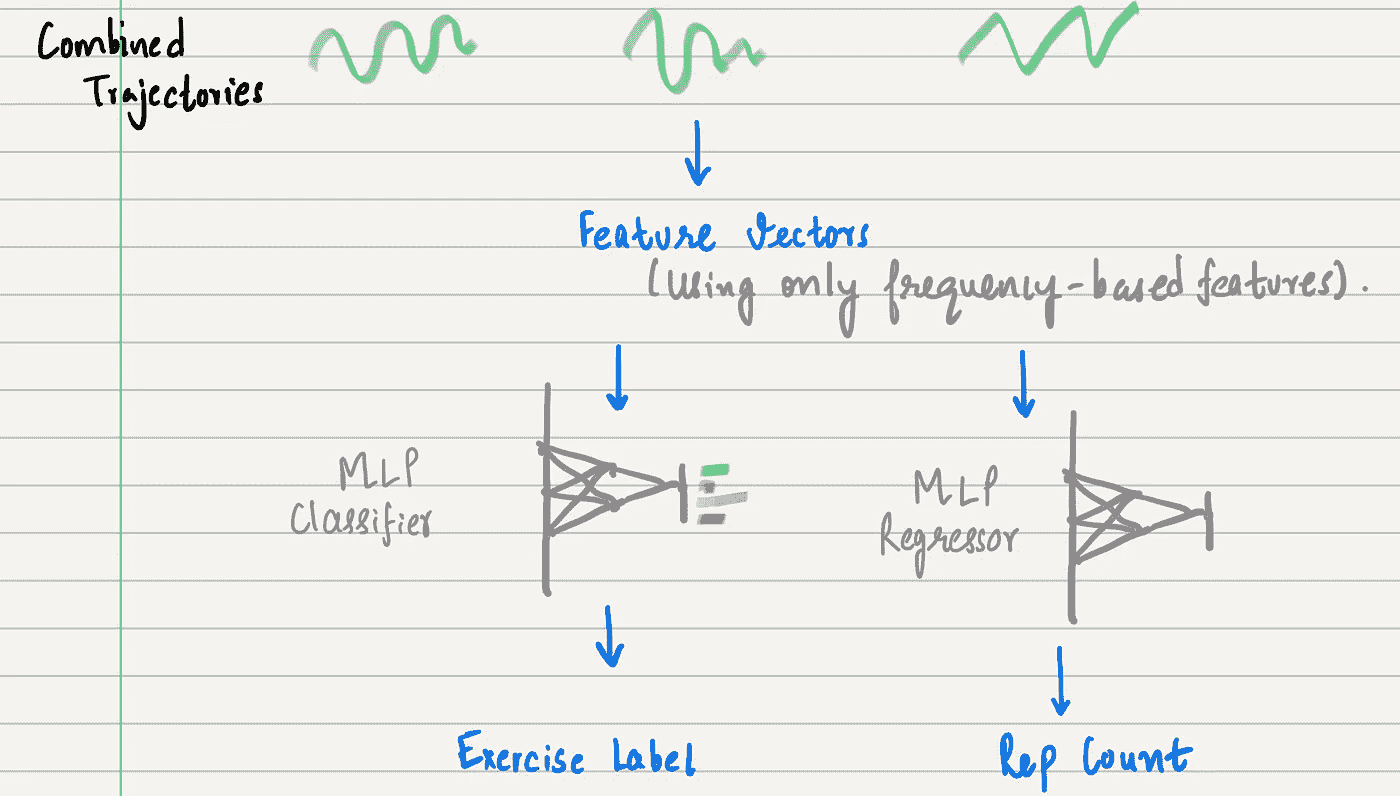 Combined
Trajectories
Feature Vectors
(Using only frequency-based features).
MLP
Classifier
MLP
Regressor
Exercise Label
Rep Count